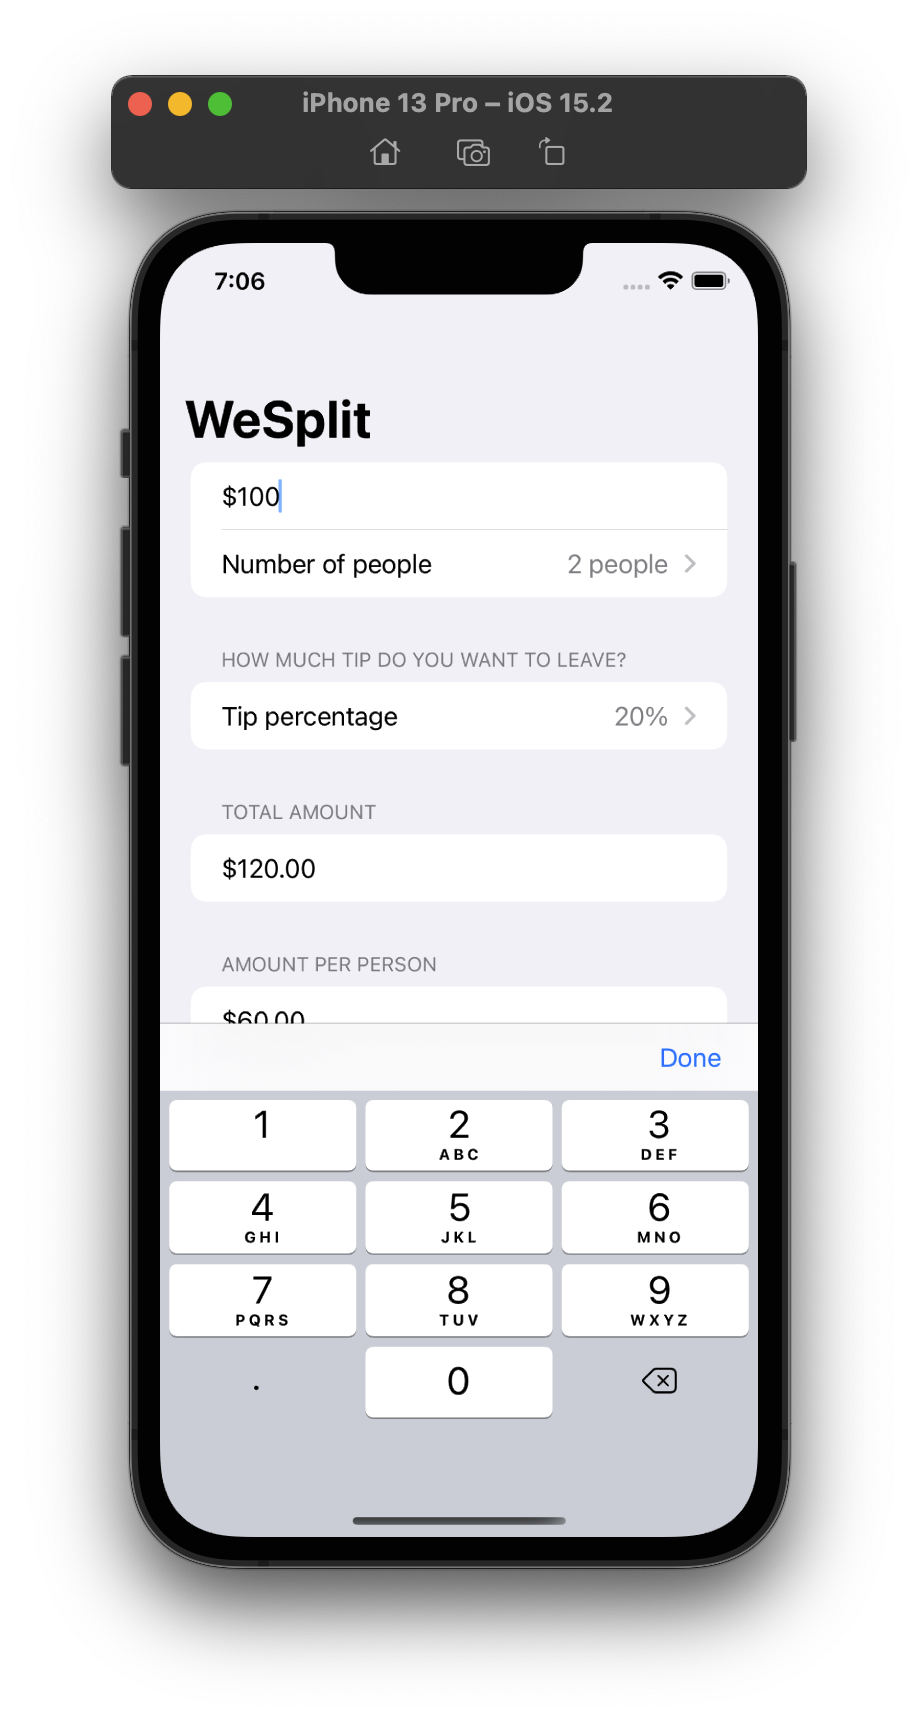 iPhone 13 Pro – iOS 15.2
7:06
WeSplit
$100
Number of people 2 people
HOW MUCH TIP DO YOU WANT TO LEAVE?
Tip percentage 20%
TOTAL AMOUNT
$120.00
AMOUNT PER PERSON
$60.00
Done
1 2 3
ABC DEF
4 5 6
GHI JKL MNO
7 8 9
PQRS TUV WXYZ
. 0